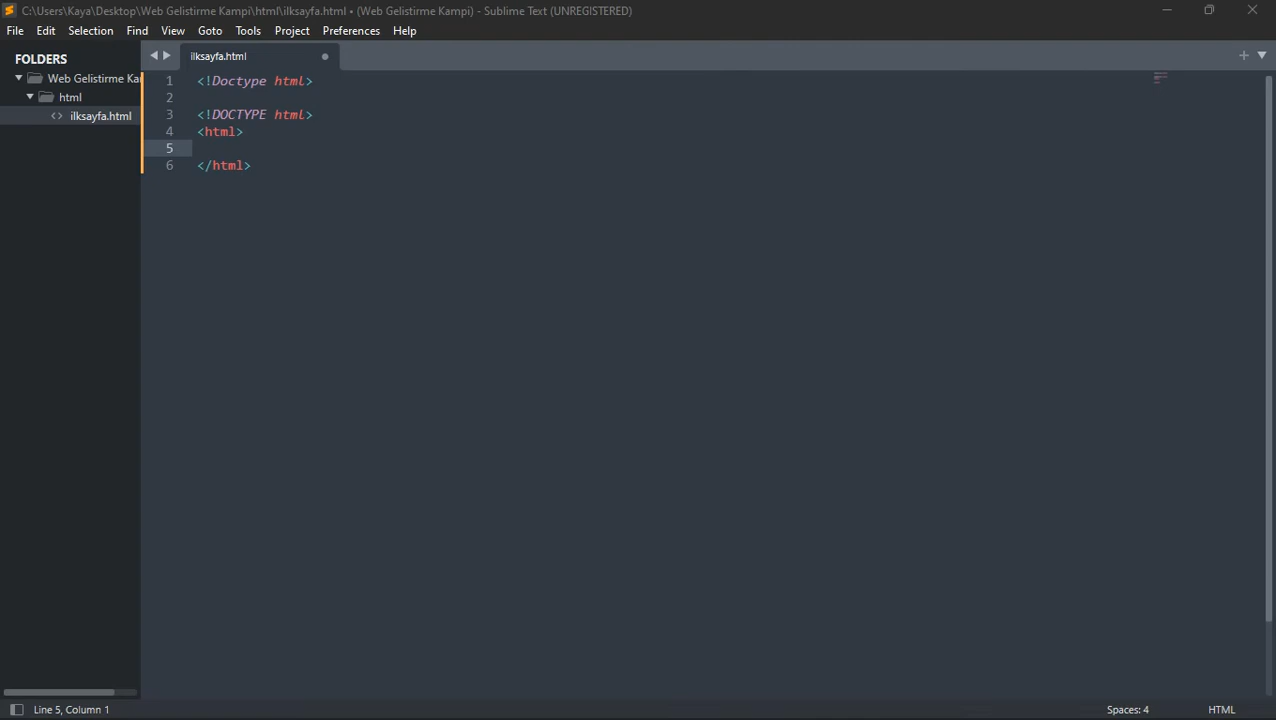 C:\Users\Kaya\Desktop\Web Gelistirme Kampi\html\ilksayfa.html • (Web Gelistirme Kampi) - Sublime Text (UNREGISTERED)
File Edit Selection View Find Goto Tools Project Preferences Help
FOLDERS
Web Gelistirme Ka
html
ilksayfa.html
ilksayfa.html
1 <!Doctype html>
2
3 <!DOCTYPE html>
4 <html>
5
6 </html>
Line 5, Column 1
Spaces: 4
HTML